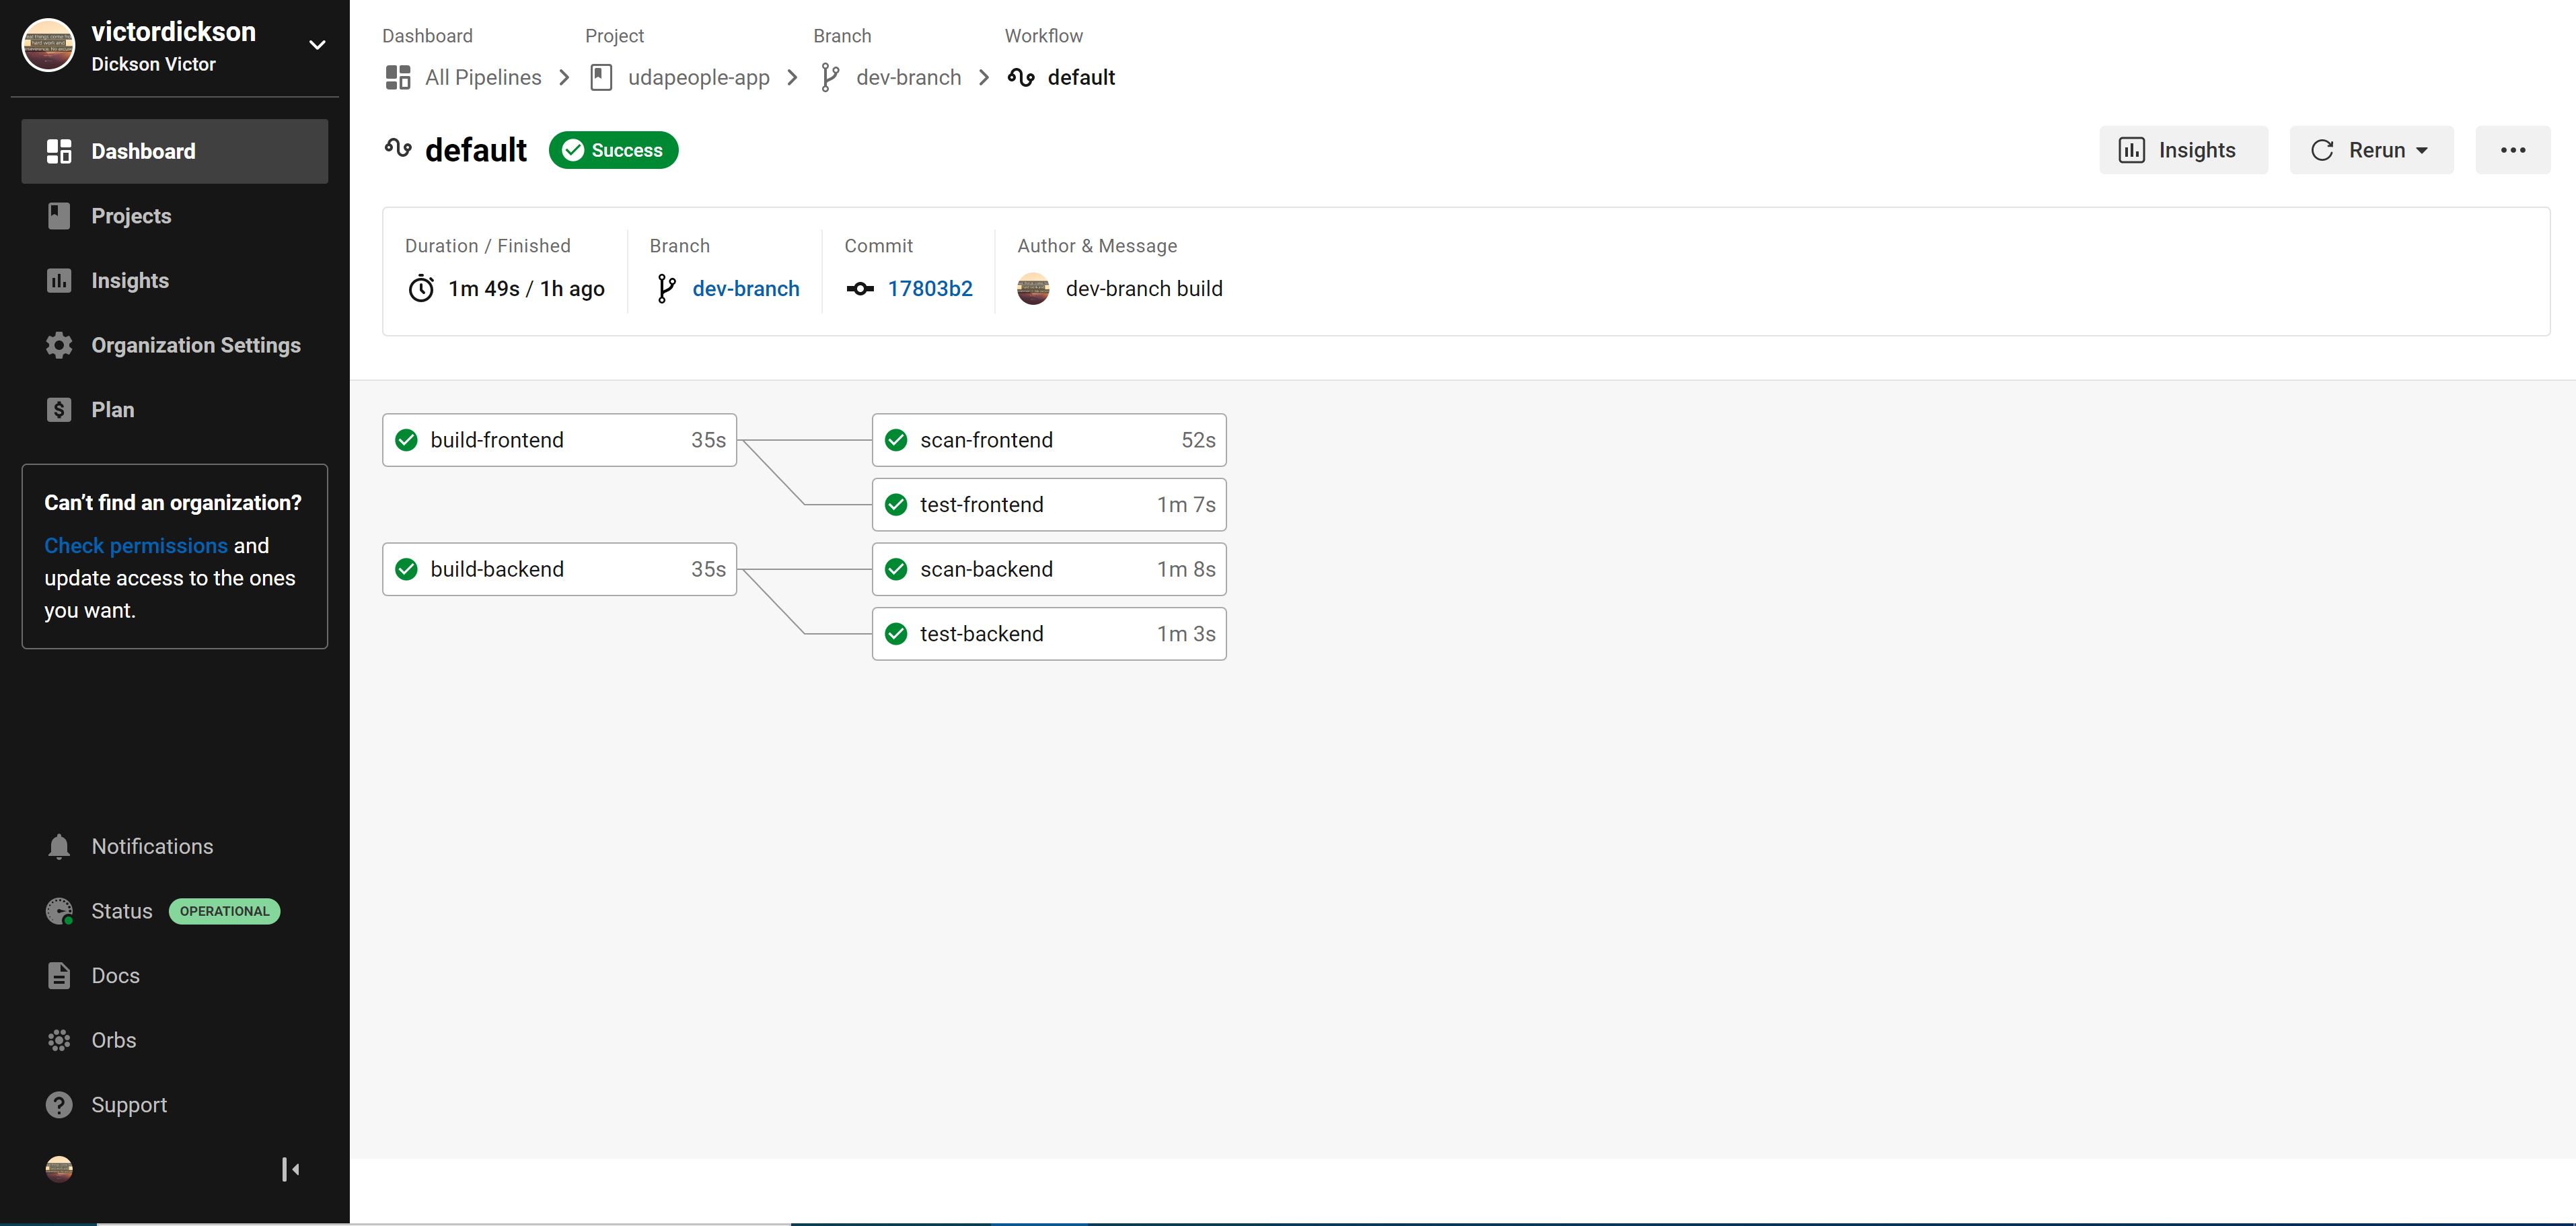 victordickson
Dickson Victor
Dashboard
Projects
Insights
Organization Settings
Plan
Can't find an organization?
Check permissions and
update access to the ones
you want.
Notifications
Status OPERATIONAL
Docs
Orbs
Support
Dashboard Project Branch Workflow
All Pipelines udapeople-app dev-branch default
default Success
Insights Rerun
Duration / Finished Branch Commit Author & Message
1m 49s / 1h ago dev-branch 17803b2 dev-branch build
build-frontend 35s scan-frontend 52s
test-frontend 1m 7s
build-backend 35s scan-backend 1m 8s
test-backend 1m 3s